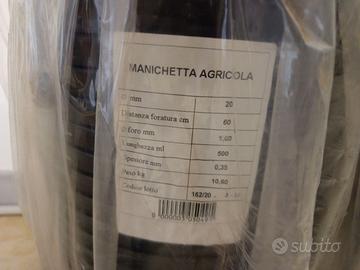 MANICHETTA AGRICOLA
Ø mm 20
Distanza foratura cm 60
Ø foro mm 1,60
Lunghezza ml 500
Spessore mm 0,35
Peso kg 10,60
Codice lotto 162/20
subito